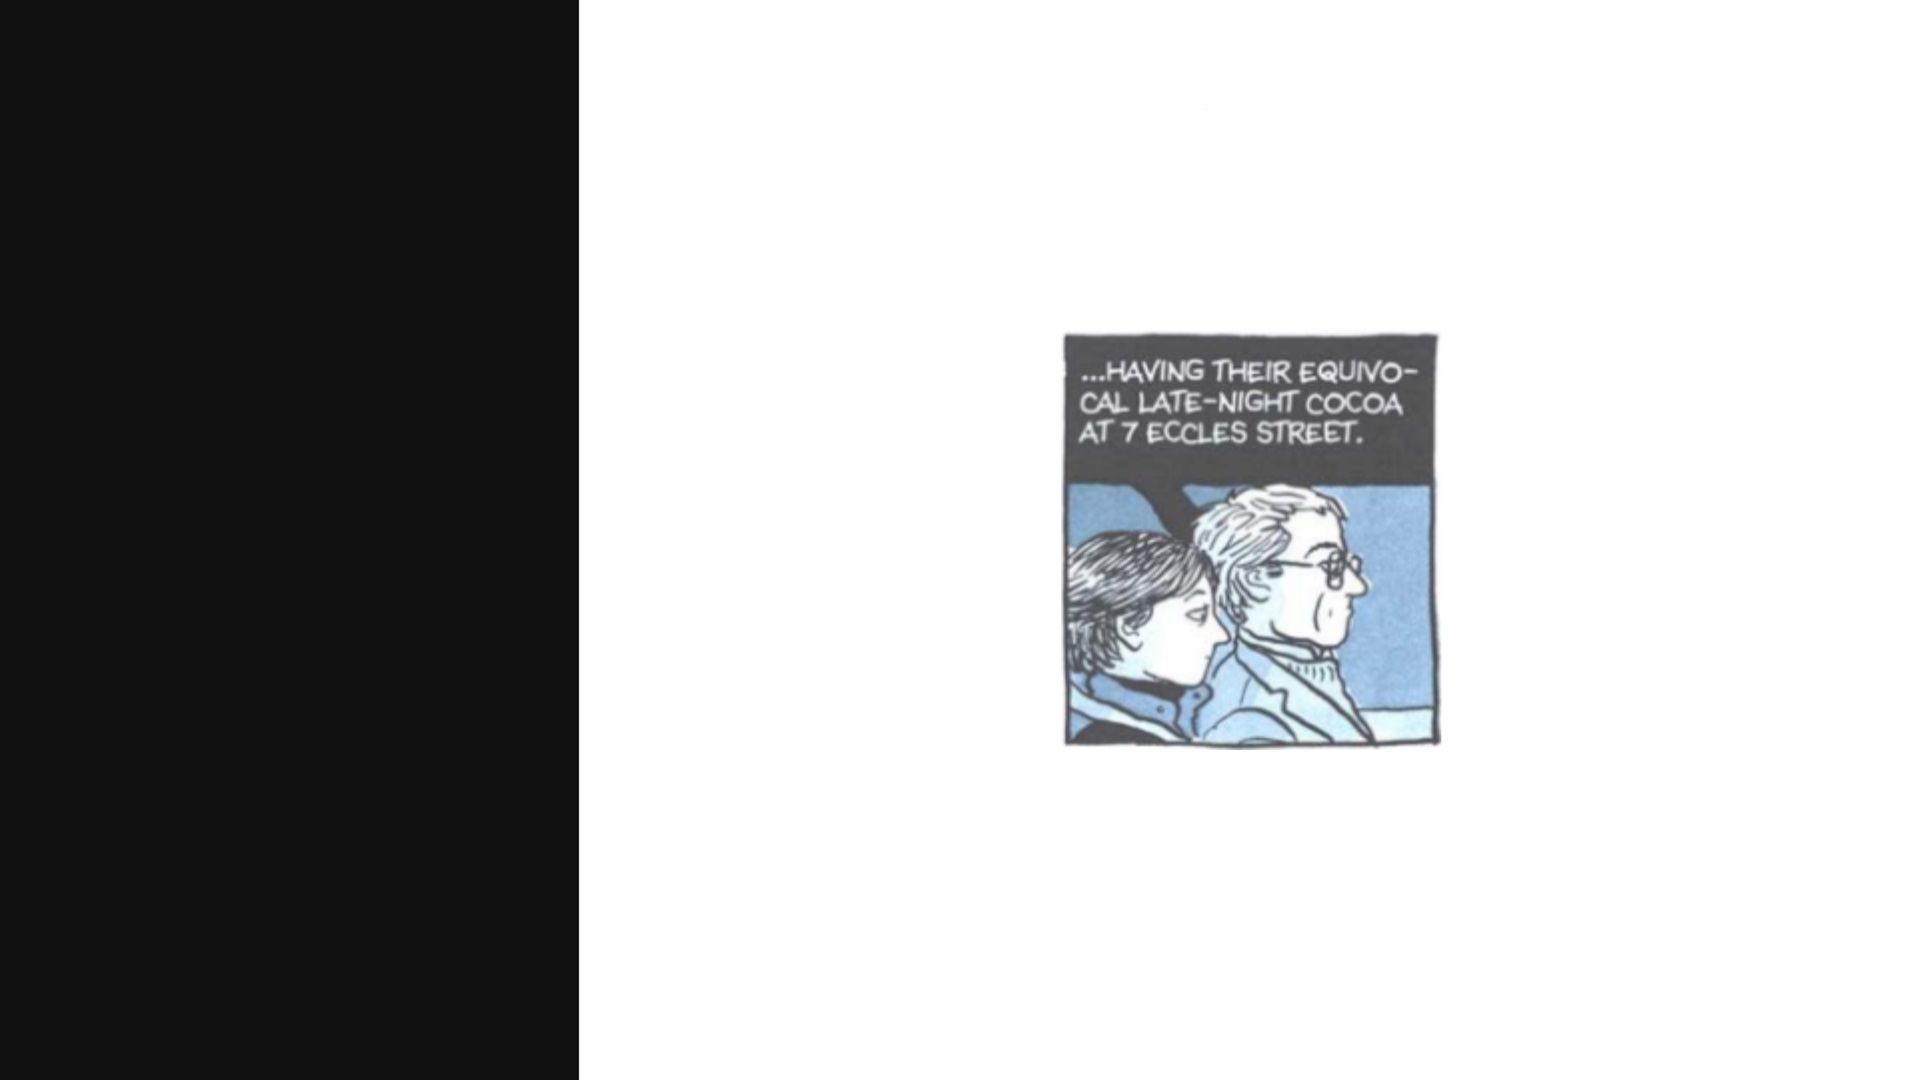 ...HAVING THEIR EQUIVO-
CAL LATE-NIGHT COCOA
AT 7 ECCLES STREET.